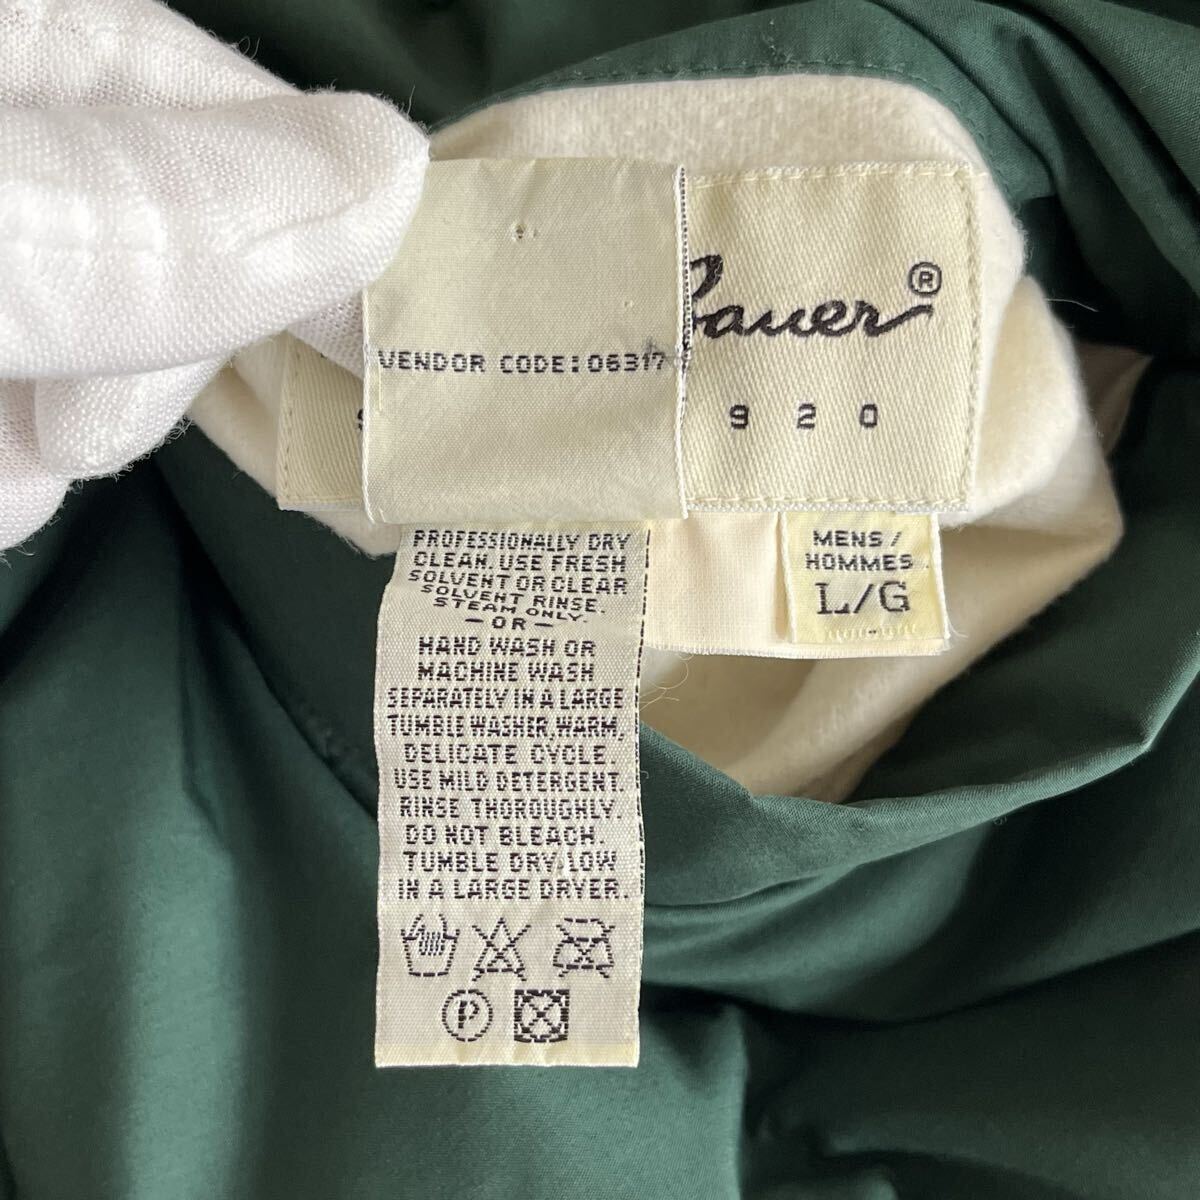 Bauer®
VENDOR CODE: 06317
9 2 0
PROFESSIONALLY DRY
CLEAN. USE FRESH
SOLVENT OR CLEAR
SOLVENT RINSE.
STEAM ONLY.
— OR —
HAND WASH OR
MACHINE WASH
SEPARATELY IN A LARGE
TUMBLE WASHER, WARM,
DELICATE CYCLE.
USE MILD DETERGENT.
RINSE THOROUGHLY.
DO NOT BLEACH.
TUMBLE DRY/LOW
IN A LARGE DRYER.
P
MENS/
HOMMES
L/G